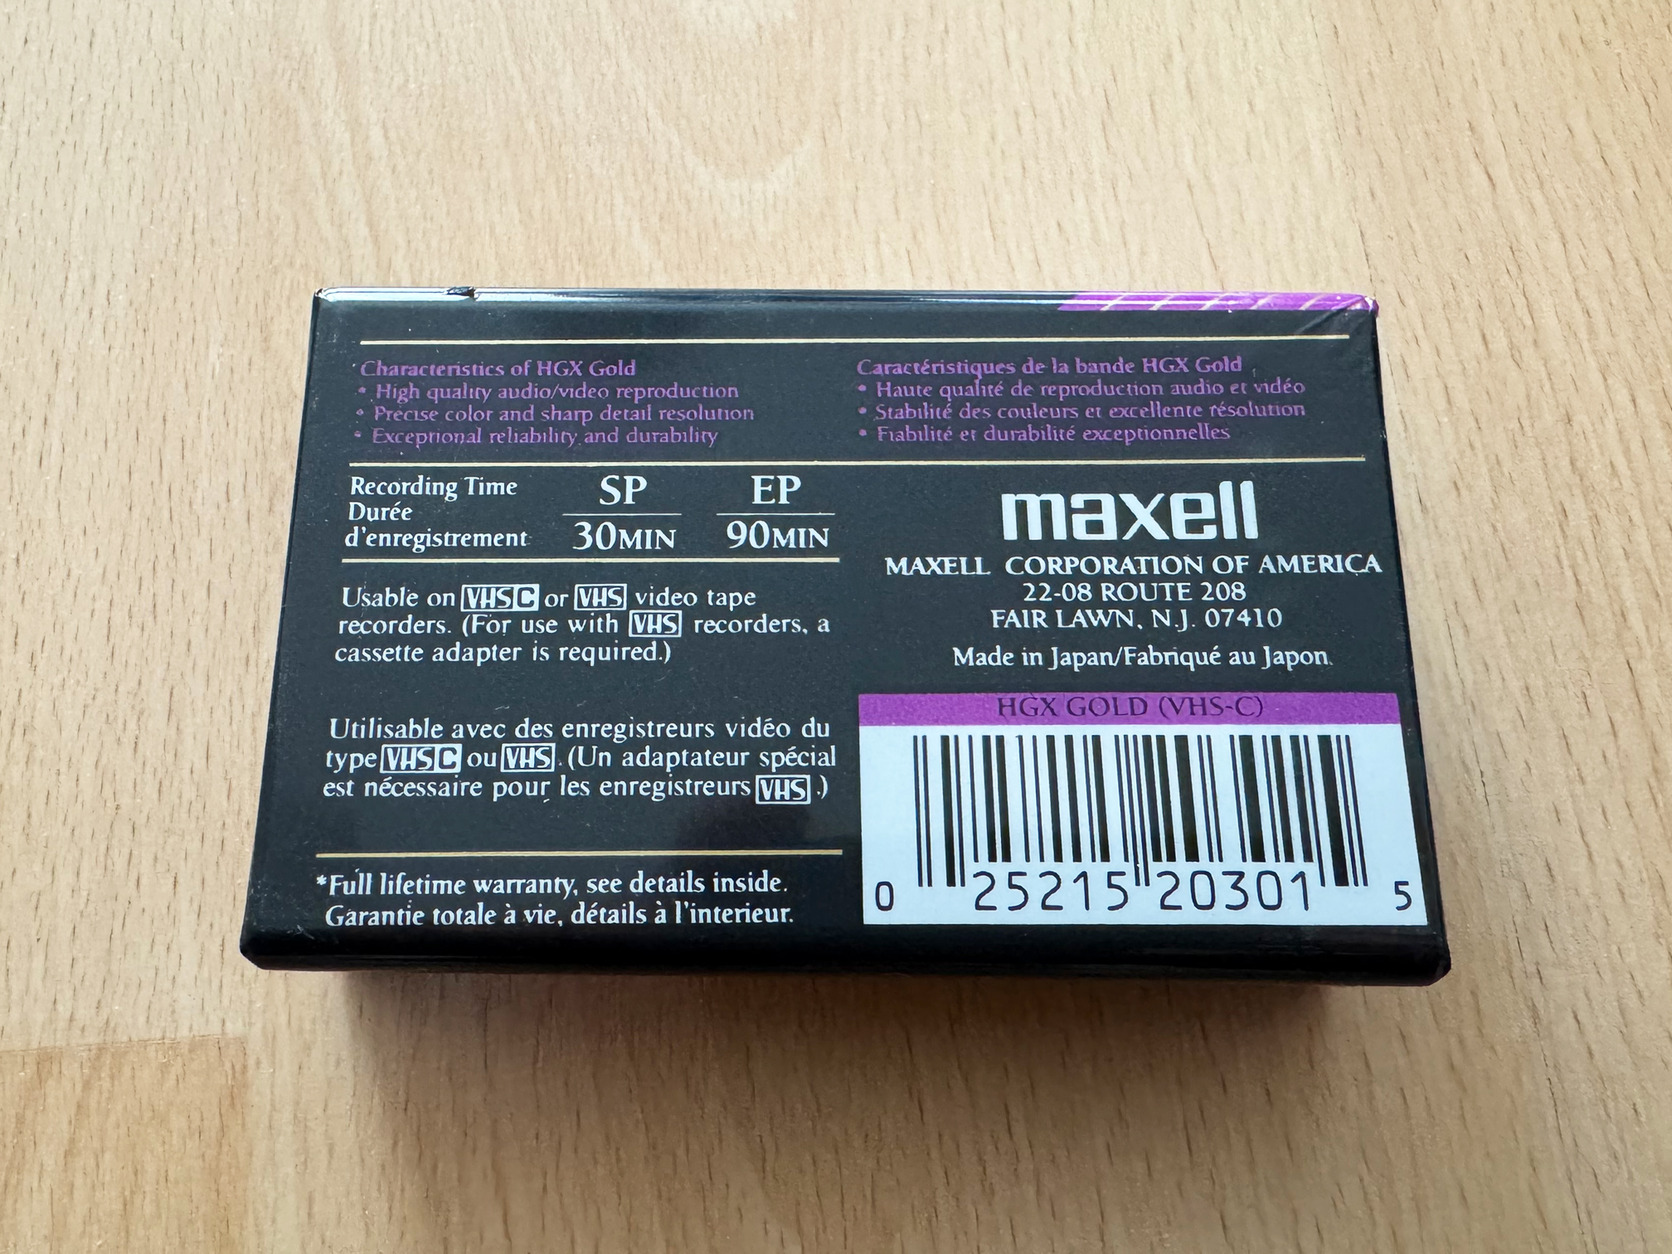 Characteristics of HGX Gold
• High quality audio/video reproduction
• Precise color and sharp detail resolution
• Exceptional reliability and durability
Caractéristiques de la bande HGX Gold
• Haute qualité de reproduction audio et vidéo
• Stabilité des couleurs et excellente résolution
• Fiabilité et durabilité exceptionnelles
Recording Time
Durée
d'enregistrement
SP EP
30MIN 90MIN
Usable on VHSC or VHS video tape
recorders. (For use with VHS recorders, a
cassette adapter is required.)
Utilisable avec des enregistreurs vidéo du
type VHSC ou VHS. (Un adaptateur spécial
est nécessaire pour les enregistreurs VHS.)
*Full lifetime warranty, see details inside.
Garantie totale à vie, détails à l'interieur.
maxell
MAXELL CORPORATION OF AMERICA
22-08 ROUTE 208
FAIR LAWN, N.J. 07410
Made in Japan/Fabriqué au Japon.
HGX GOLD (VHS-C)
0 25215 20301 5